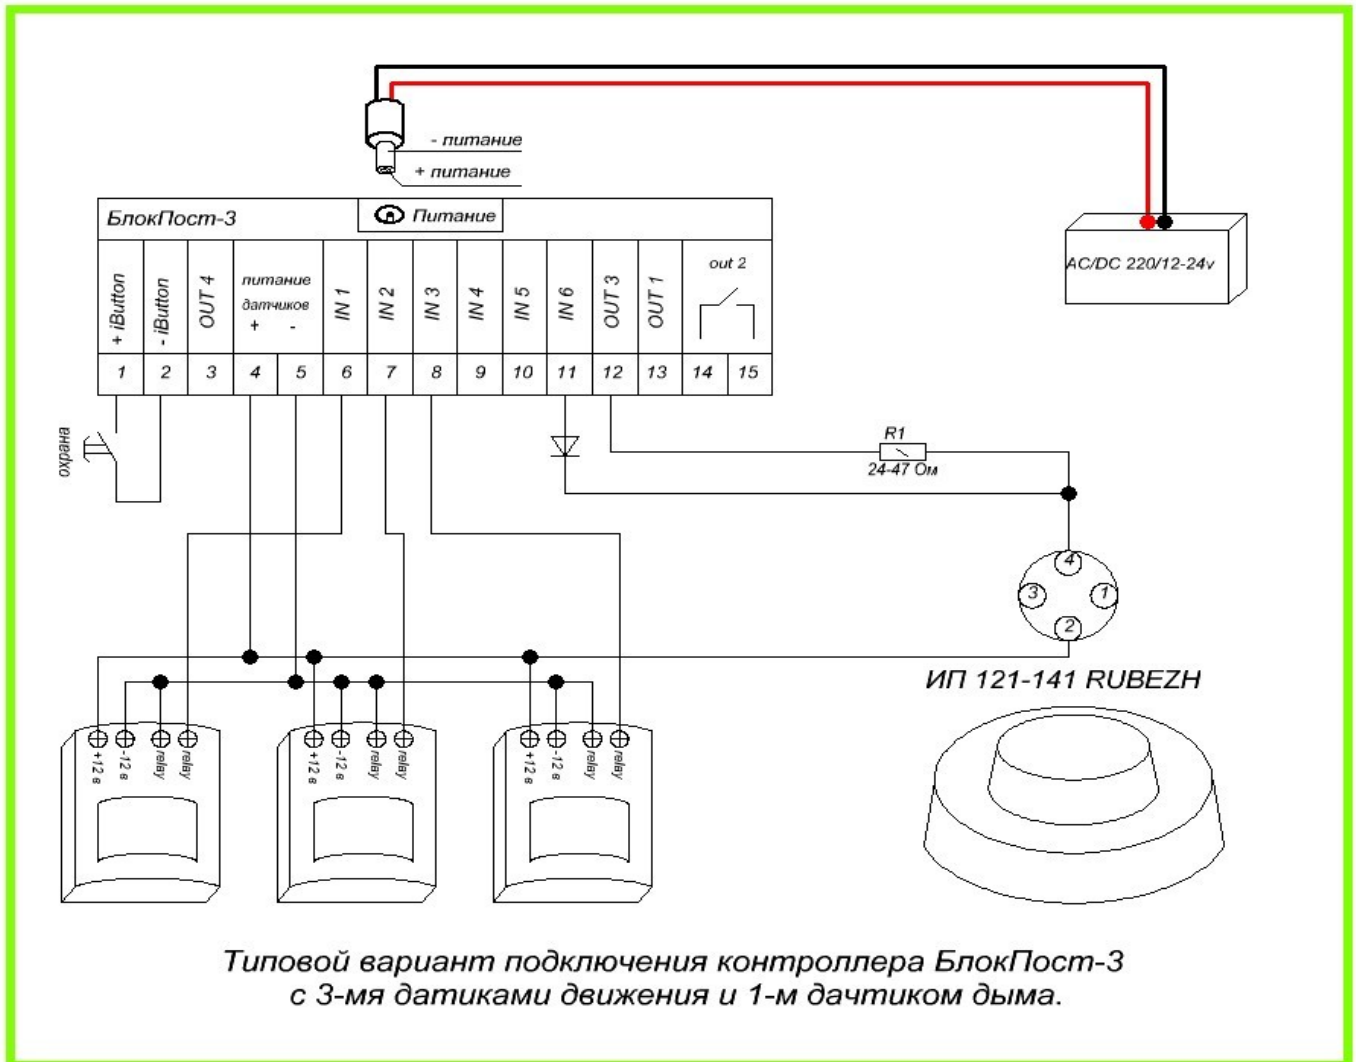 - питание
+ питание
БлокПост-3
Питание
+ iButton
- iButton
OUT 4
питание
датчиков
+ -
IN 1
IN 2
IN 3
IN 4
IN 5
IN 6
OUT 3
OUT 1
out 2
1 2 3 4 5 6 7 8 9 10 11 12 13 14 15
AC/DC 220/12-24v
охрана
R1
24-47 Ом
4
3 1
2
ИП 121-141 RUBEZH
+12 в -12 в relay relay
+12 в -12 в relay relay
+12 в -12 в relay relay
Типовой вариант подключения контроллера БлокПост-3
с 3-мя датиками движения и 1-м дачтиком дыма.